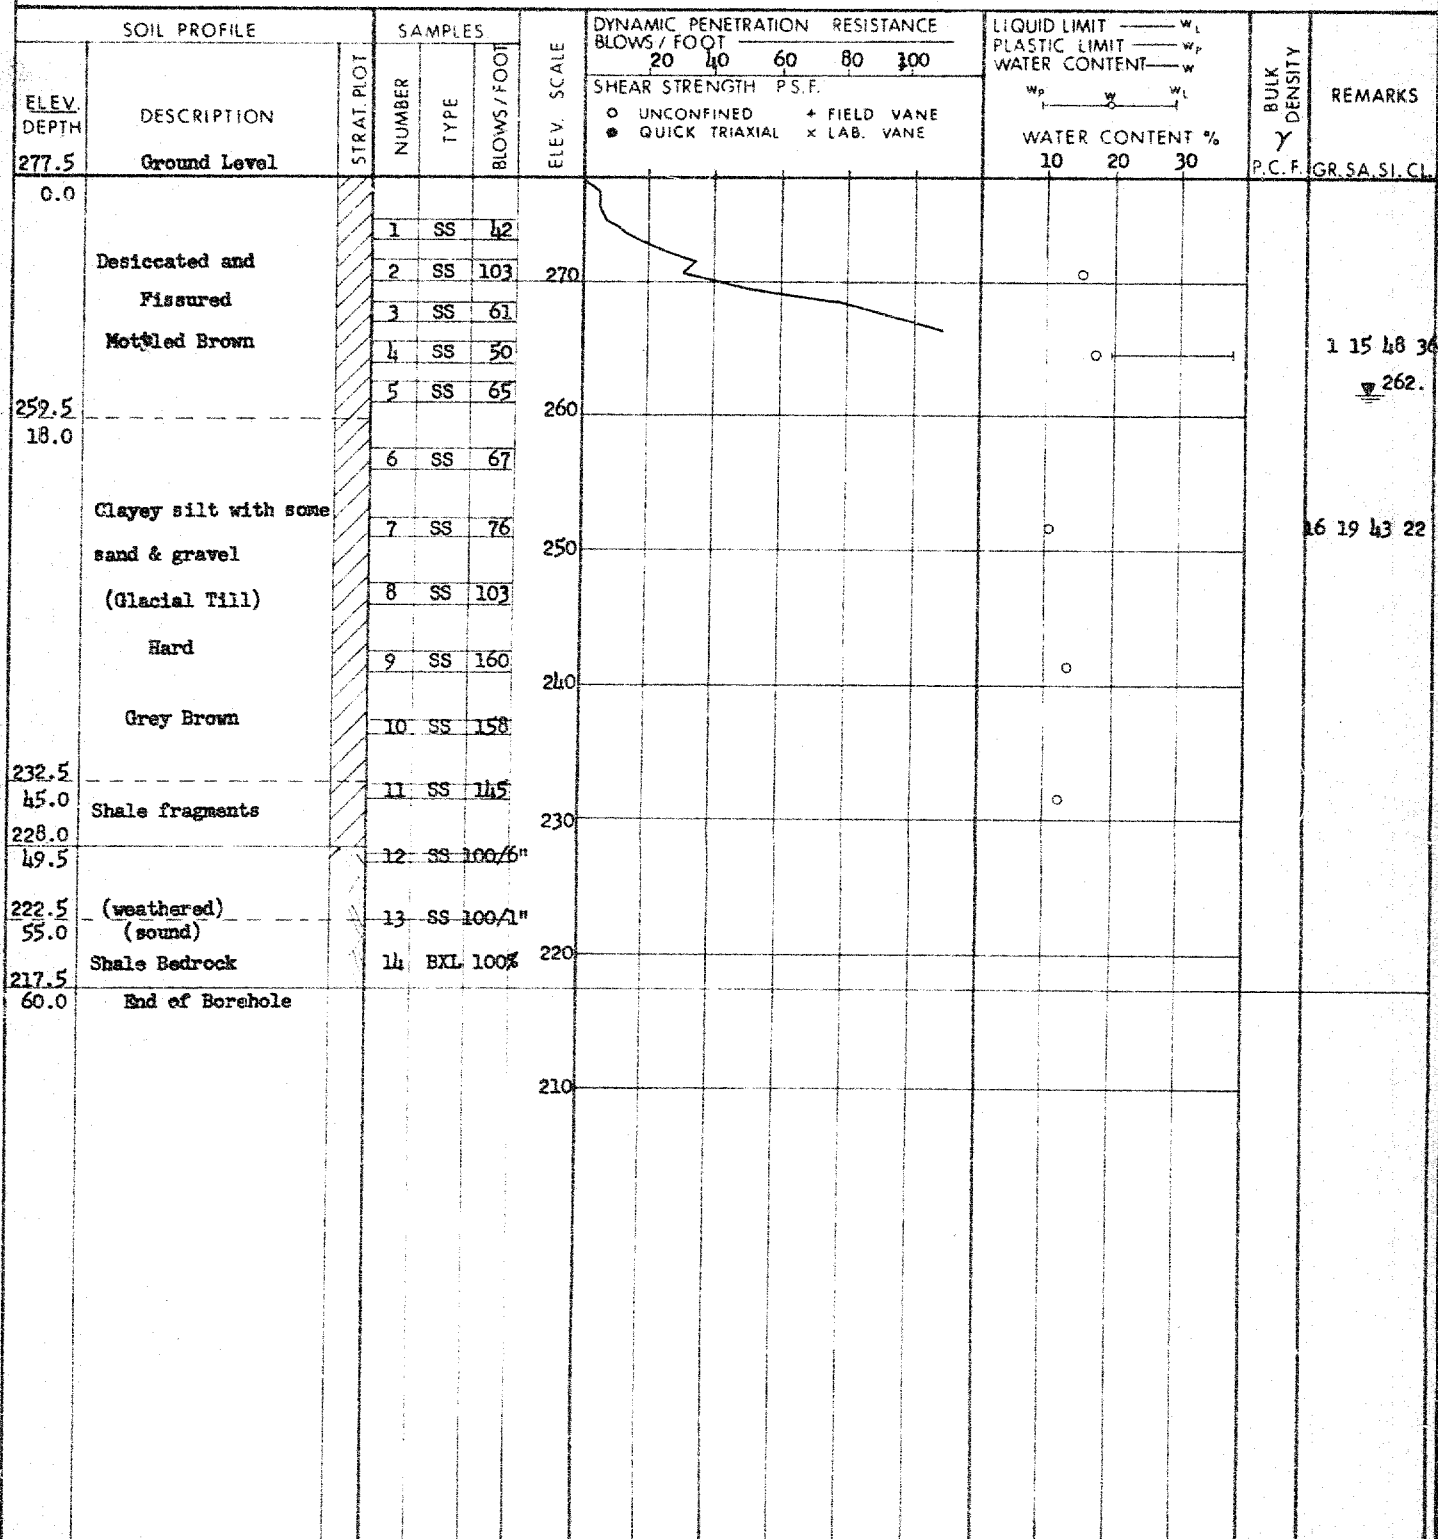 SOIL PROFILE
SAMPLES
ELEV. SCALE
DYNAMIC PENETRATION RESISTANCE
BLOWS / FOOT
20 40 60 80 100
SHEAR STRENGTH P.S.F.
○ UNCONFINED + FIELD VANE
● QUICK TRIAXIAL × LAB. VANE
LIQUID LIMIT —— wL
PLASTIC LIMIT —— wP
WATER CONTENT — w
wP w wL
WATER CONTENT %
10 20 30
BULK DENSITY
γ
P.C.F.
REMARKS
GR. SA. SI. CL.
ELEV.
DEPTH
DESCRIPTION
STRAT PLOT
NUMBER
TYPE
BLOWS / FOOT
277.5 Ground Level
0.0
1 SS 42
Desiccated and
2 SS 103 270
Fissured
3 SS 61
Mottled Brown
4 SS 50 1 15 48 36
5 SS 65 262.
259.5 260
18.0
6 SS 67
Clayey silt with some
7 SS 76 16 19 43 22
sand & gravel 250
(Glacial Till) 8 SS 103
Hard
9 SS 160
240
Grey Brown
10 SS 158
232.5
45.0 11 SS 145
Shale fragments
230
228.0
49.5 12 SS 100/6"
222.5 (weathered)
13 SS 100/1"
55.0 (sound)
Shale Bedrock 14 BXL 100% 220
217.5
60.0 End of Borehole
210